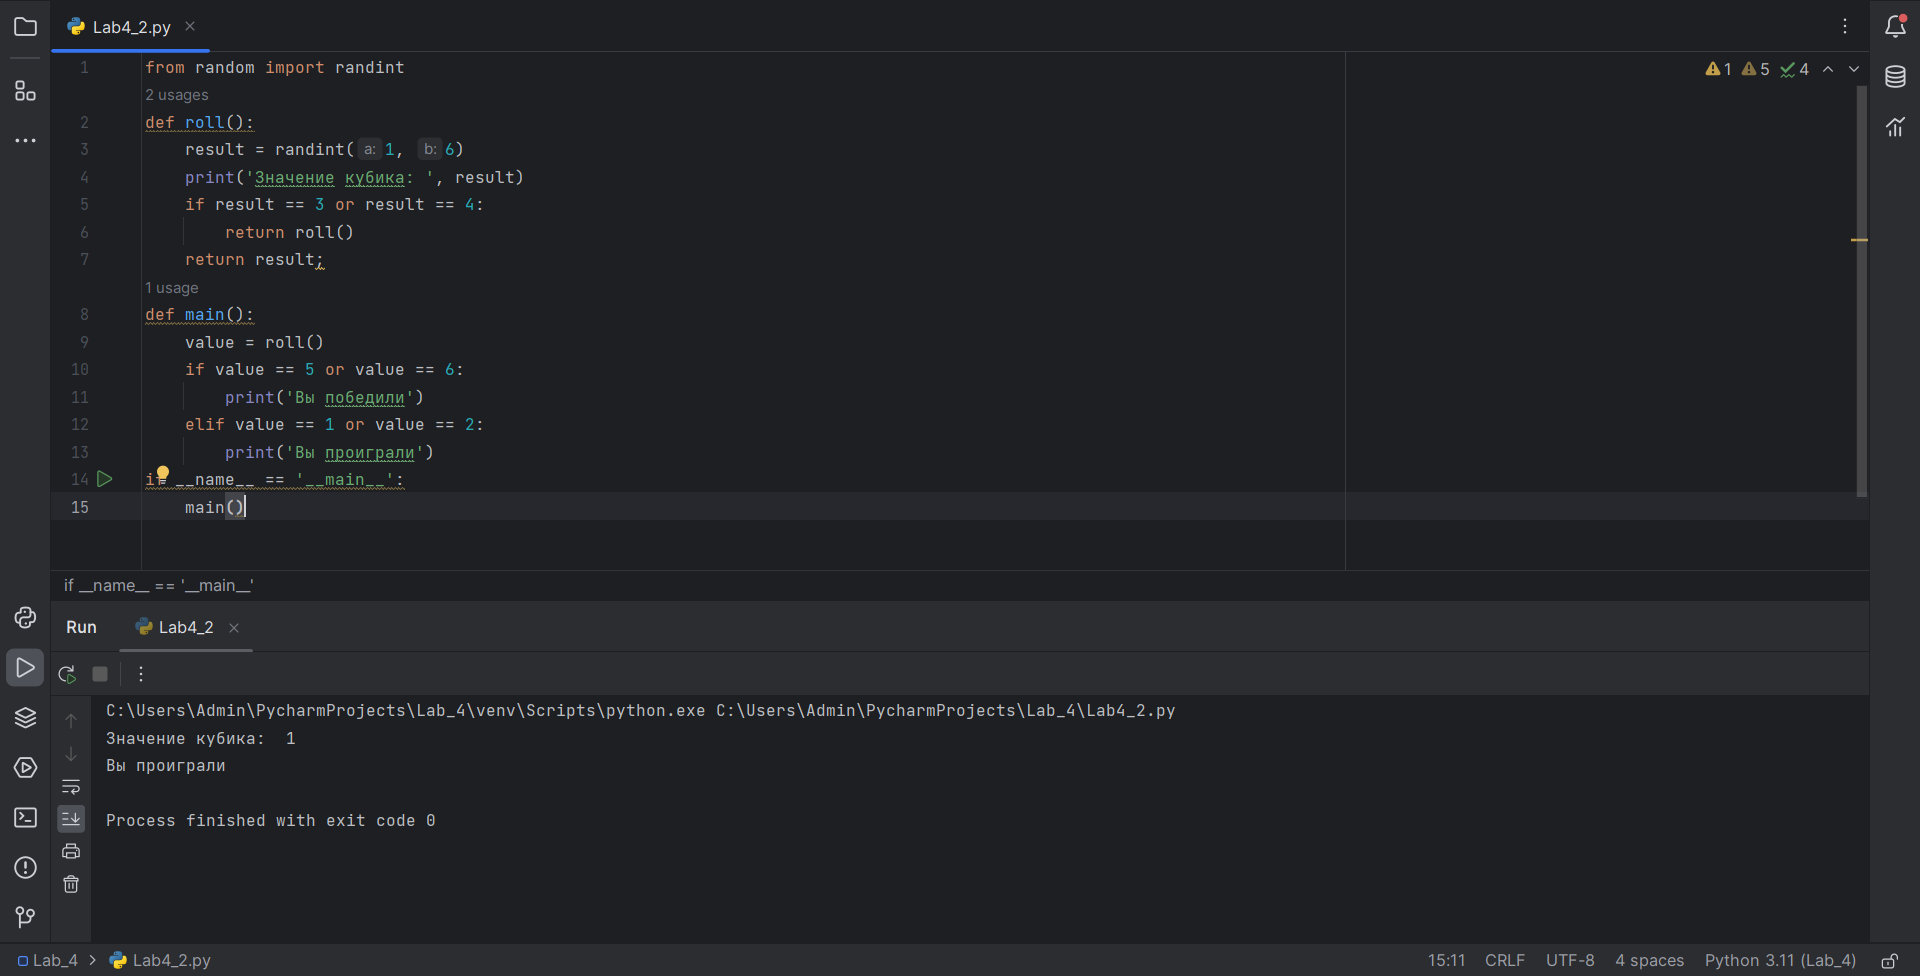 Lab4_2.py
1 5 4
1 from random import randint
2 usages
2 def roll():
3 result = randint( a: 1, b: 6)
4 print('Значение кубика: ', result)
5 if result == 3 or result == 4:
6 return roll()
7 return result;
1 usage
8 def main():
9 value = roll()
10 if value == 5 or value == 6:
11 print('Вы победили')
12 elif value == 1 or value == 2:
13 print('Вы проиграли')
14 if __name__ == '__main__':
15 main()
if __name__ == '__main__'
Run Lab4_2
C:\Users\Admin\PycharmProjects\Lab_4\venv\Scripts\python.exe C:\Users\Admin\PycharmProjects\Lab_4\Lab4_2.py
Значение кубика:  1
Вы проиграли
Process finished with exit code 0
Lab_4 > Lab4_2.py 15:11 CRLF UTF-8 4 spaces Python 3.11 (Lab_4)